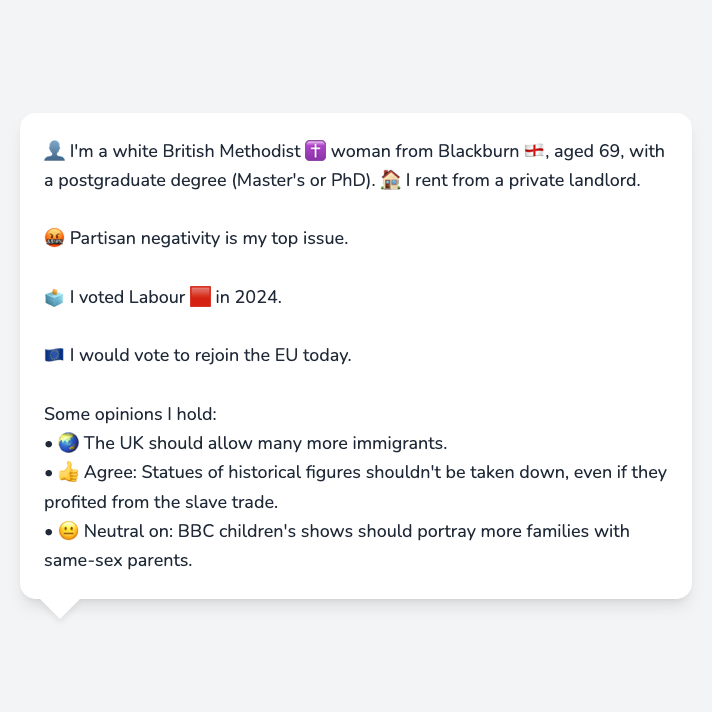 👤 I'm a white British Methodist ✝️ woman from Blackburn 🏴󠁧󠁢󠁥󠁮󠁧󠁿, aged 69, with
a postgraduate degree (Master's or PhD). 🏠 I rent from a private landlord.
🤬 Partisan negativity is my top issue.
🗳️ I voted Labour 🟥 in 2024.
🇪🇺 I would vote to rejoin the EU today.
Some opinions I hold:
• 🌏 The UK should allow many more immigrants.
• 👍 Agree: Statues of historical figures shouldn't be taken down, even if they
profited from the slave trade.
• 😐 Neutral on: BBC children's shows should portray more families with
same-sex parents.